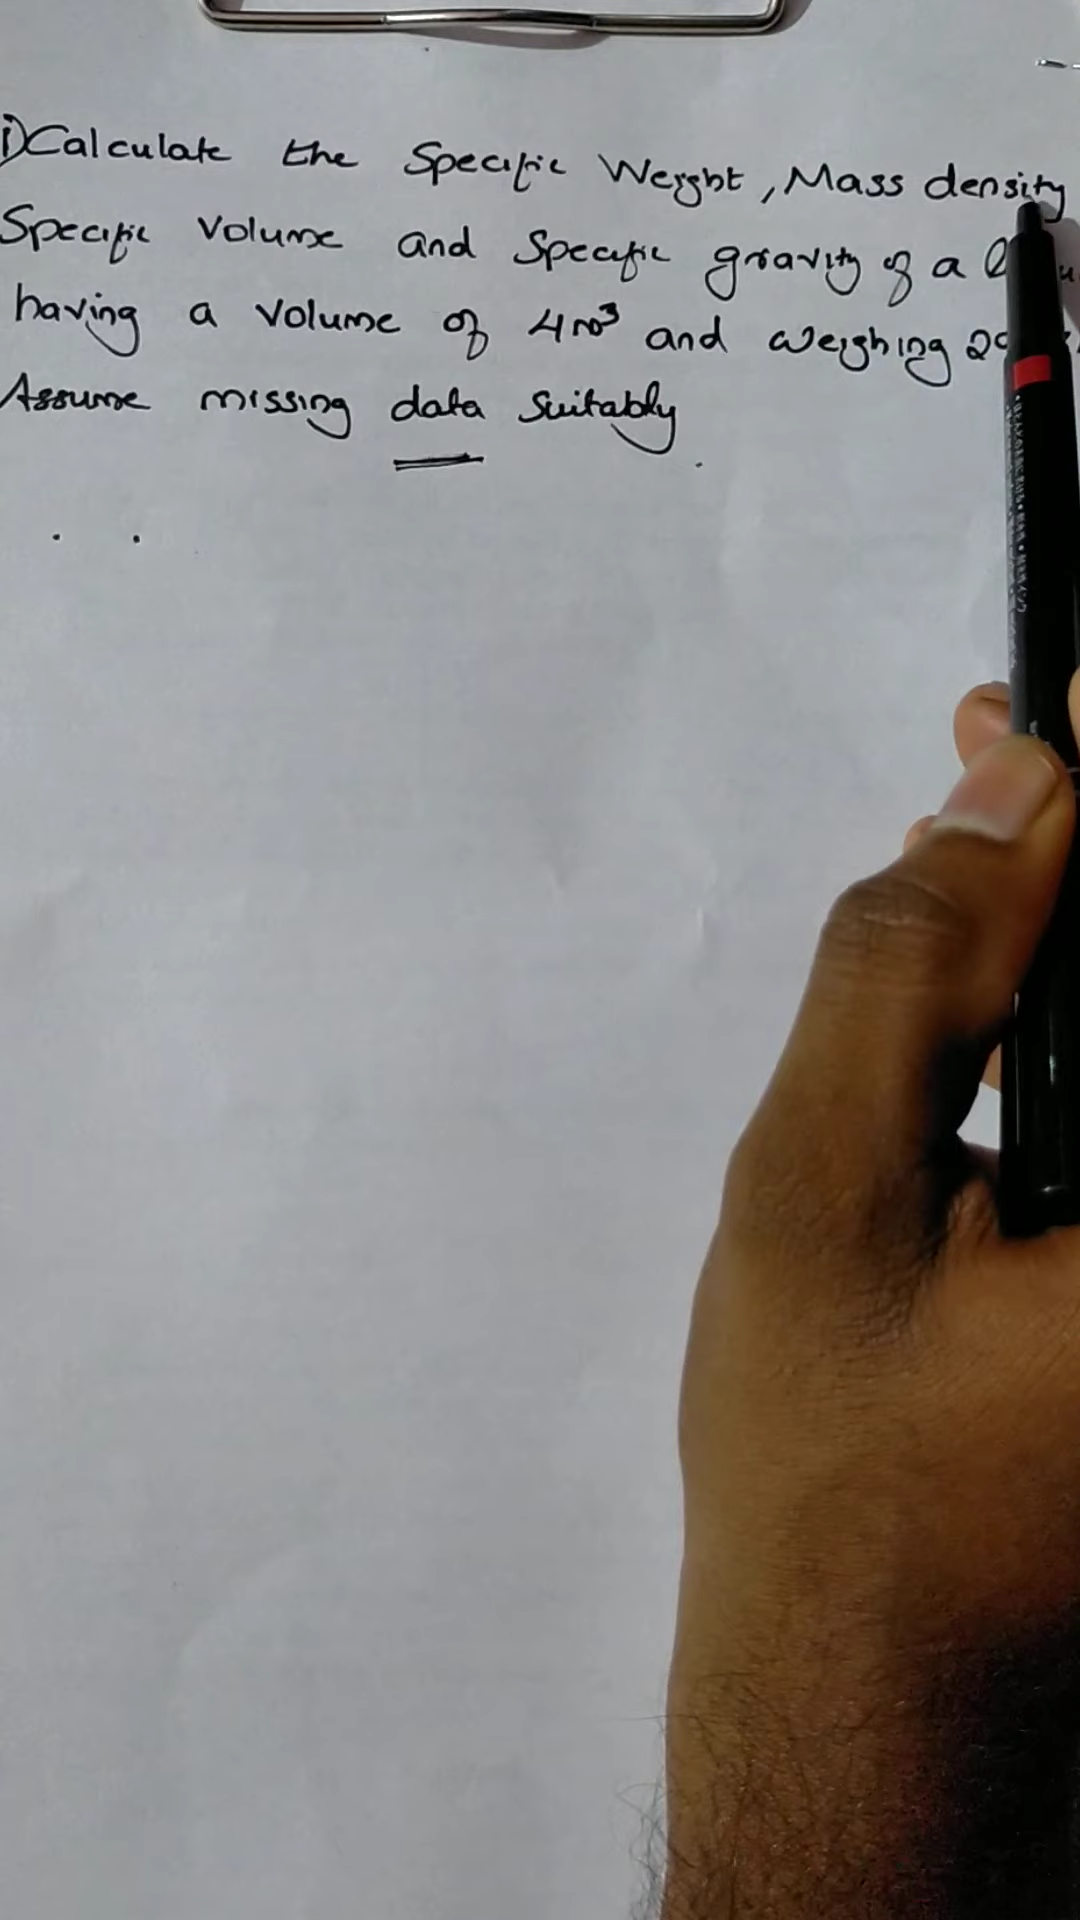 1) Calculate the Specific Weight, Mass density
Specific Volume and Specific gravity of a
having a Volume of 4m³ and weighing
Assume missing data Suitably.